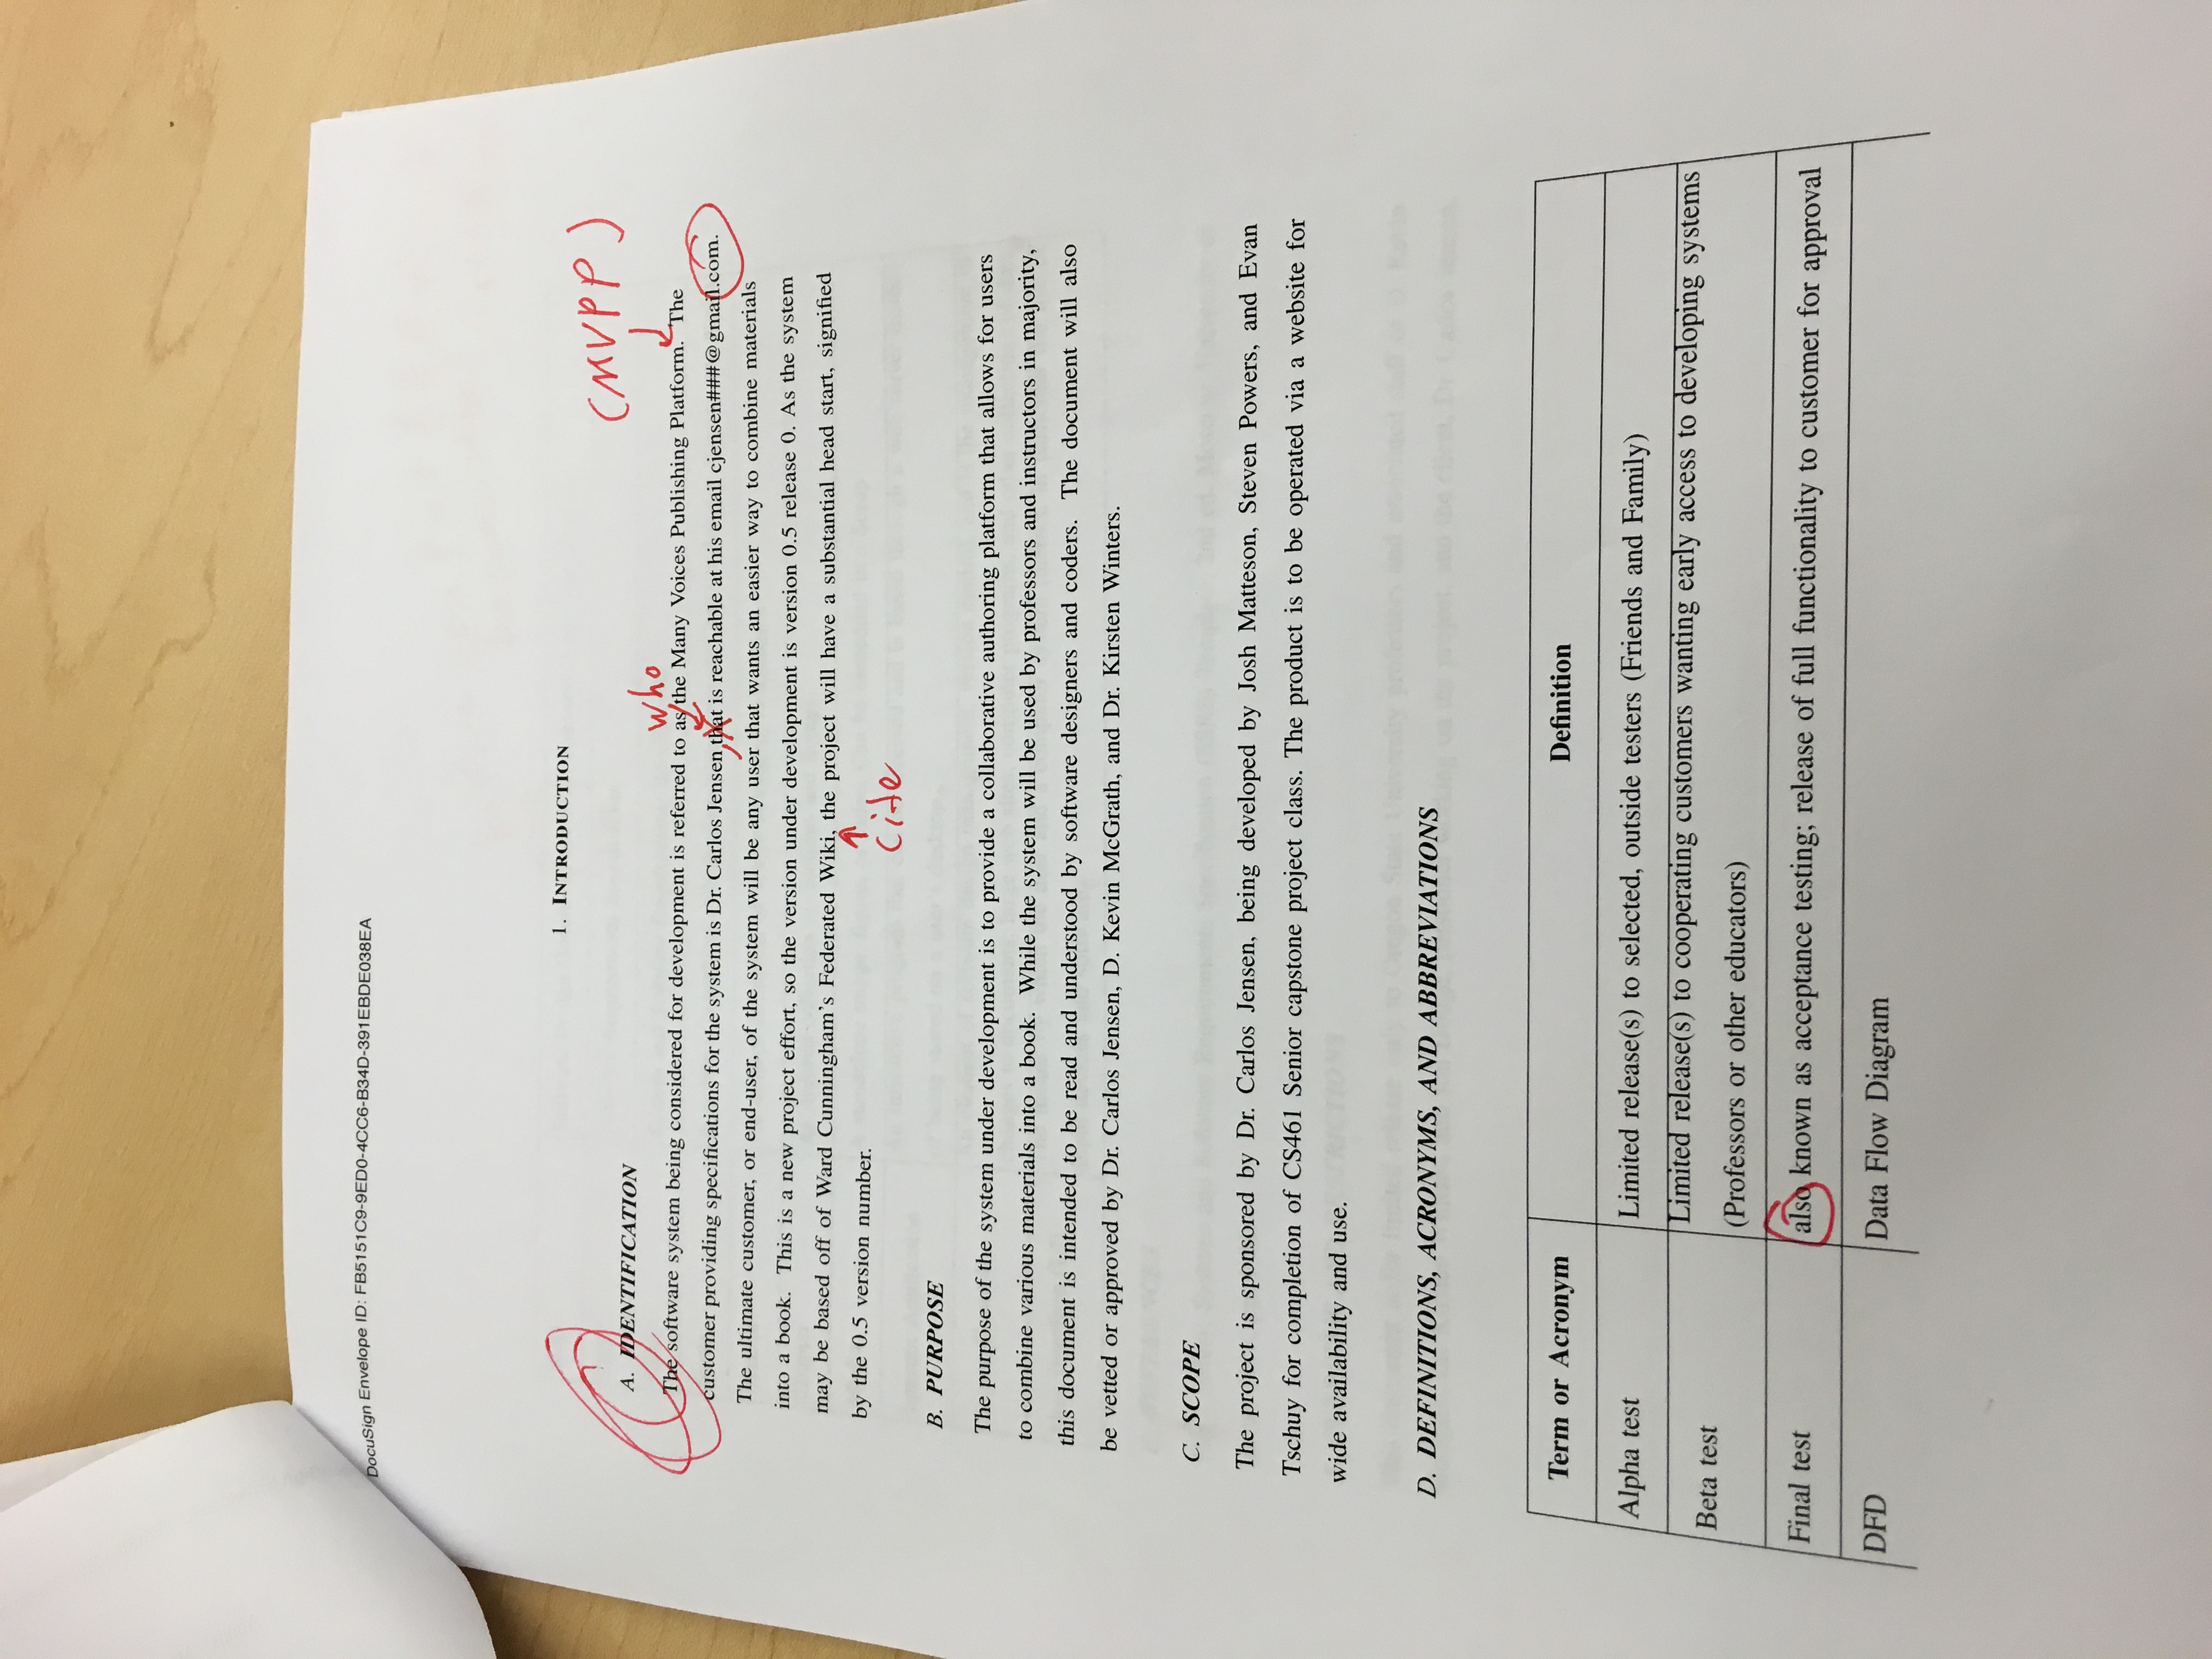 DocuSign Envelope ID: FB5151C9-9ED0-4CC6-B34D-391EBDE038EA
1. INTRODUCTION
(MVPP)
A. IDENTIFICATION
who
The software system being considered for development is referred to as the Many Voices Publishing Platform. The
customer providing specifications for the system is Dr. Carlos Jensen, that is reachable at his email cjensen###@gmail.com.
The ultimate customer, or end-user, of the system will be any user that wants an easier way to combine materials
into a book. This is a new project effort, so the version under development is version 0.5 release 0. As the system
may be based off of Ward Cunningham's Federated Wiki, the project will have a substantial head start, signified
by the 0.5 version number.
cite
B. PURPOSE
The purpose of the system under development is to provide a collaborative authoring platform that allows for users
to combine various materials into a book. While the system will be used by professors and instructors in majority,
this document is intended to be read and understood by software designers and coders. The document will also
be vetted or approved by Dr. Carlos Jensen, D. Kevin McGrath, and Dr. Kirsten Winters.
C. SCOPE
The project is sponsored by Dr. Carlos Jensen, being developed by Josh Matteson, Steven Powers, and Evan
Tschuy for completion of CS461 Senior capstone project class. The product is to be operated via a website for
wide availability and use.
D. DEFINITIONS, ACRONYMS, AND ABBREVIATIONS
Term or Acronym Definition
Alpha test Limited release(s) to selected, outside testers (Friends and Family)
Beta test Limited release(s) to cooperating customers wanting early access to developing systems
(Professors or other educators)
Final test also known as acceptance testing; release of full functionality to customer for approval
DFD Data Flow Diagram